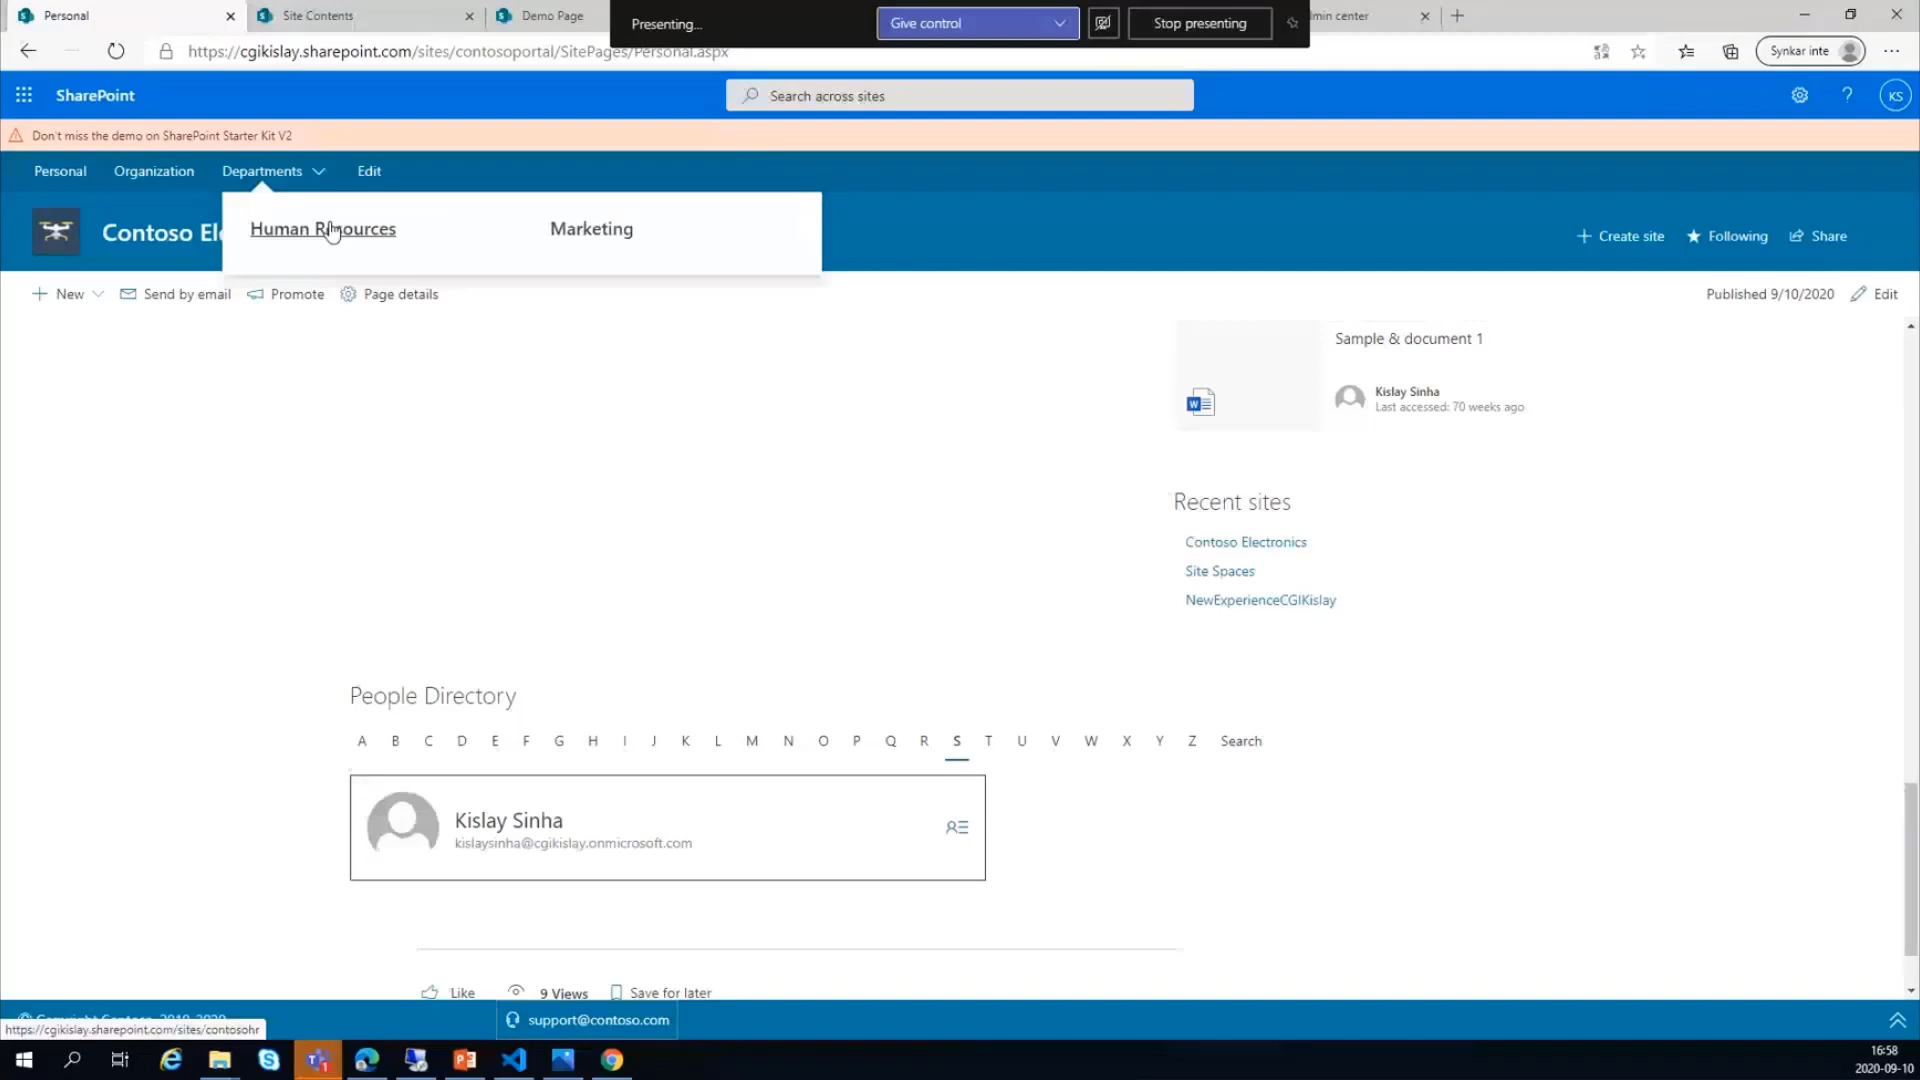 Personal
Site Contents
Demo Page
Presenting...
Give control
Stop presenting
min center
https://cgikislay.sharepoint.com/sites/contosoportal/SitePages/Personal.aspx
Synkar inte
SharePoint
Search across sites
KS
Don't miss the demo on SharePoint Starter Kit V2
Personal
Organization
Departments
Edit
Human Resources
Marketing
Contoso El
Create site
Following
Share
New
Send by email
Promote
Page details
Published 9/10/2020
Edit
Sample & document 1
Kislay Sinha
Last accessed: 70 weeks ago
Recent sites
Contoso Electronics
Site Spaces
NewExperienceCGIKislay
People Directory
A B C D E F G H I J K L M N O P Q R S T U V W X Y Z Search
Kislay Sinha
kislaysinha@cgikislay.onmicrosoft.com
Like
9 Views
Save for later
© Copyright Contoso, 2019-2020
support@contoso.com
https://cgikislay.sharepoint.com/sites/contosohr
16:58
2020-09-10